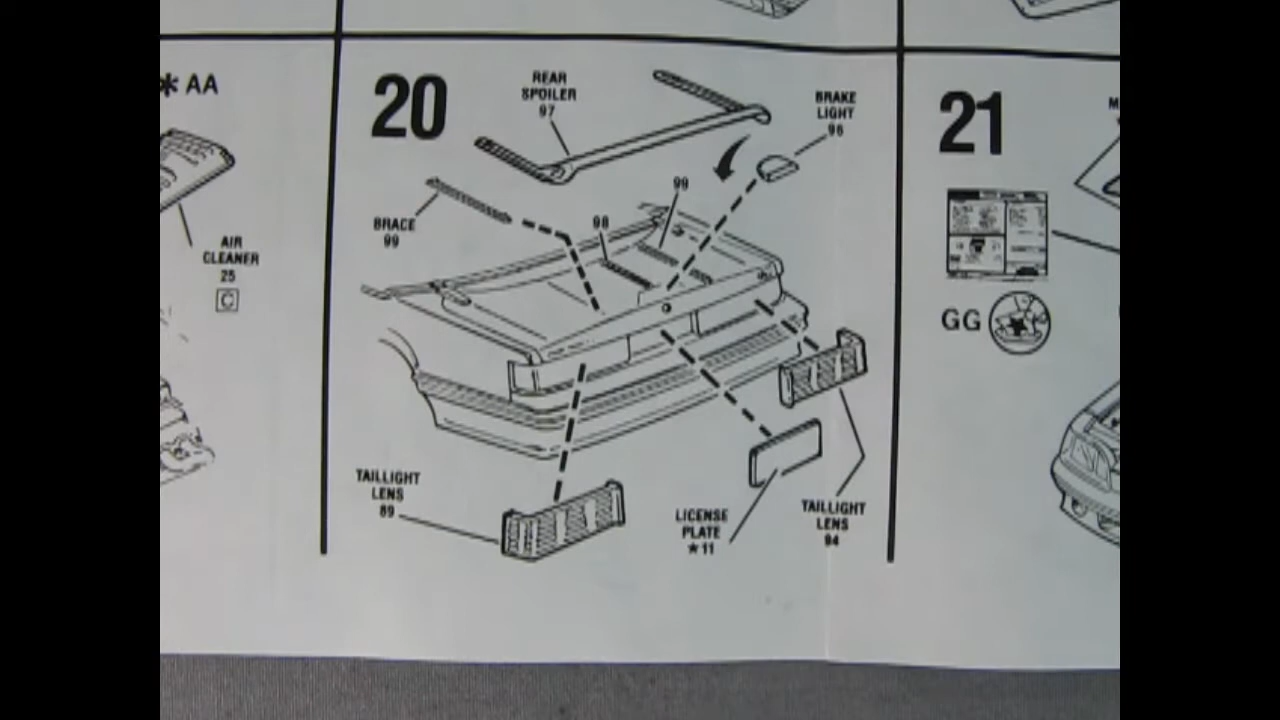 * AA
AIR
CLEANER
25
C
20
REAR
SPOILER
97
BRAKE
LIGHT
96
BRACE
99
98
99
TAILLIGHT
LENS
89
LICENSE
PLATE
★11
TAILLIGHT
LENS
94
21
M
GG